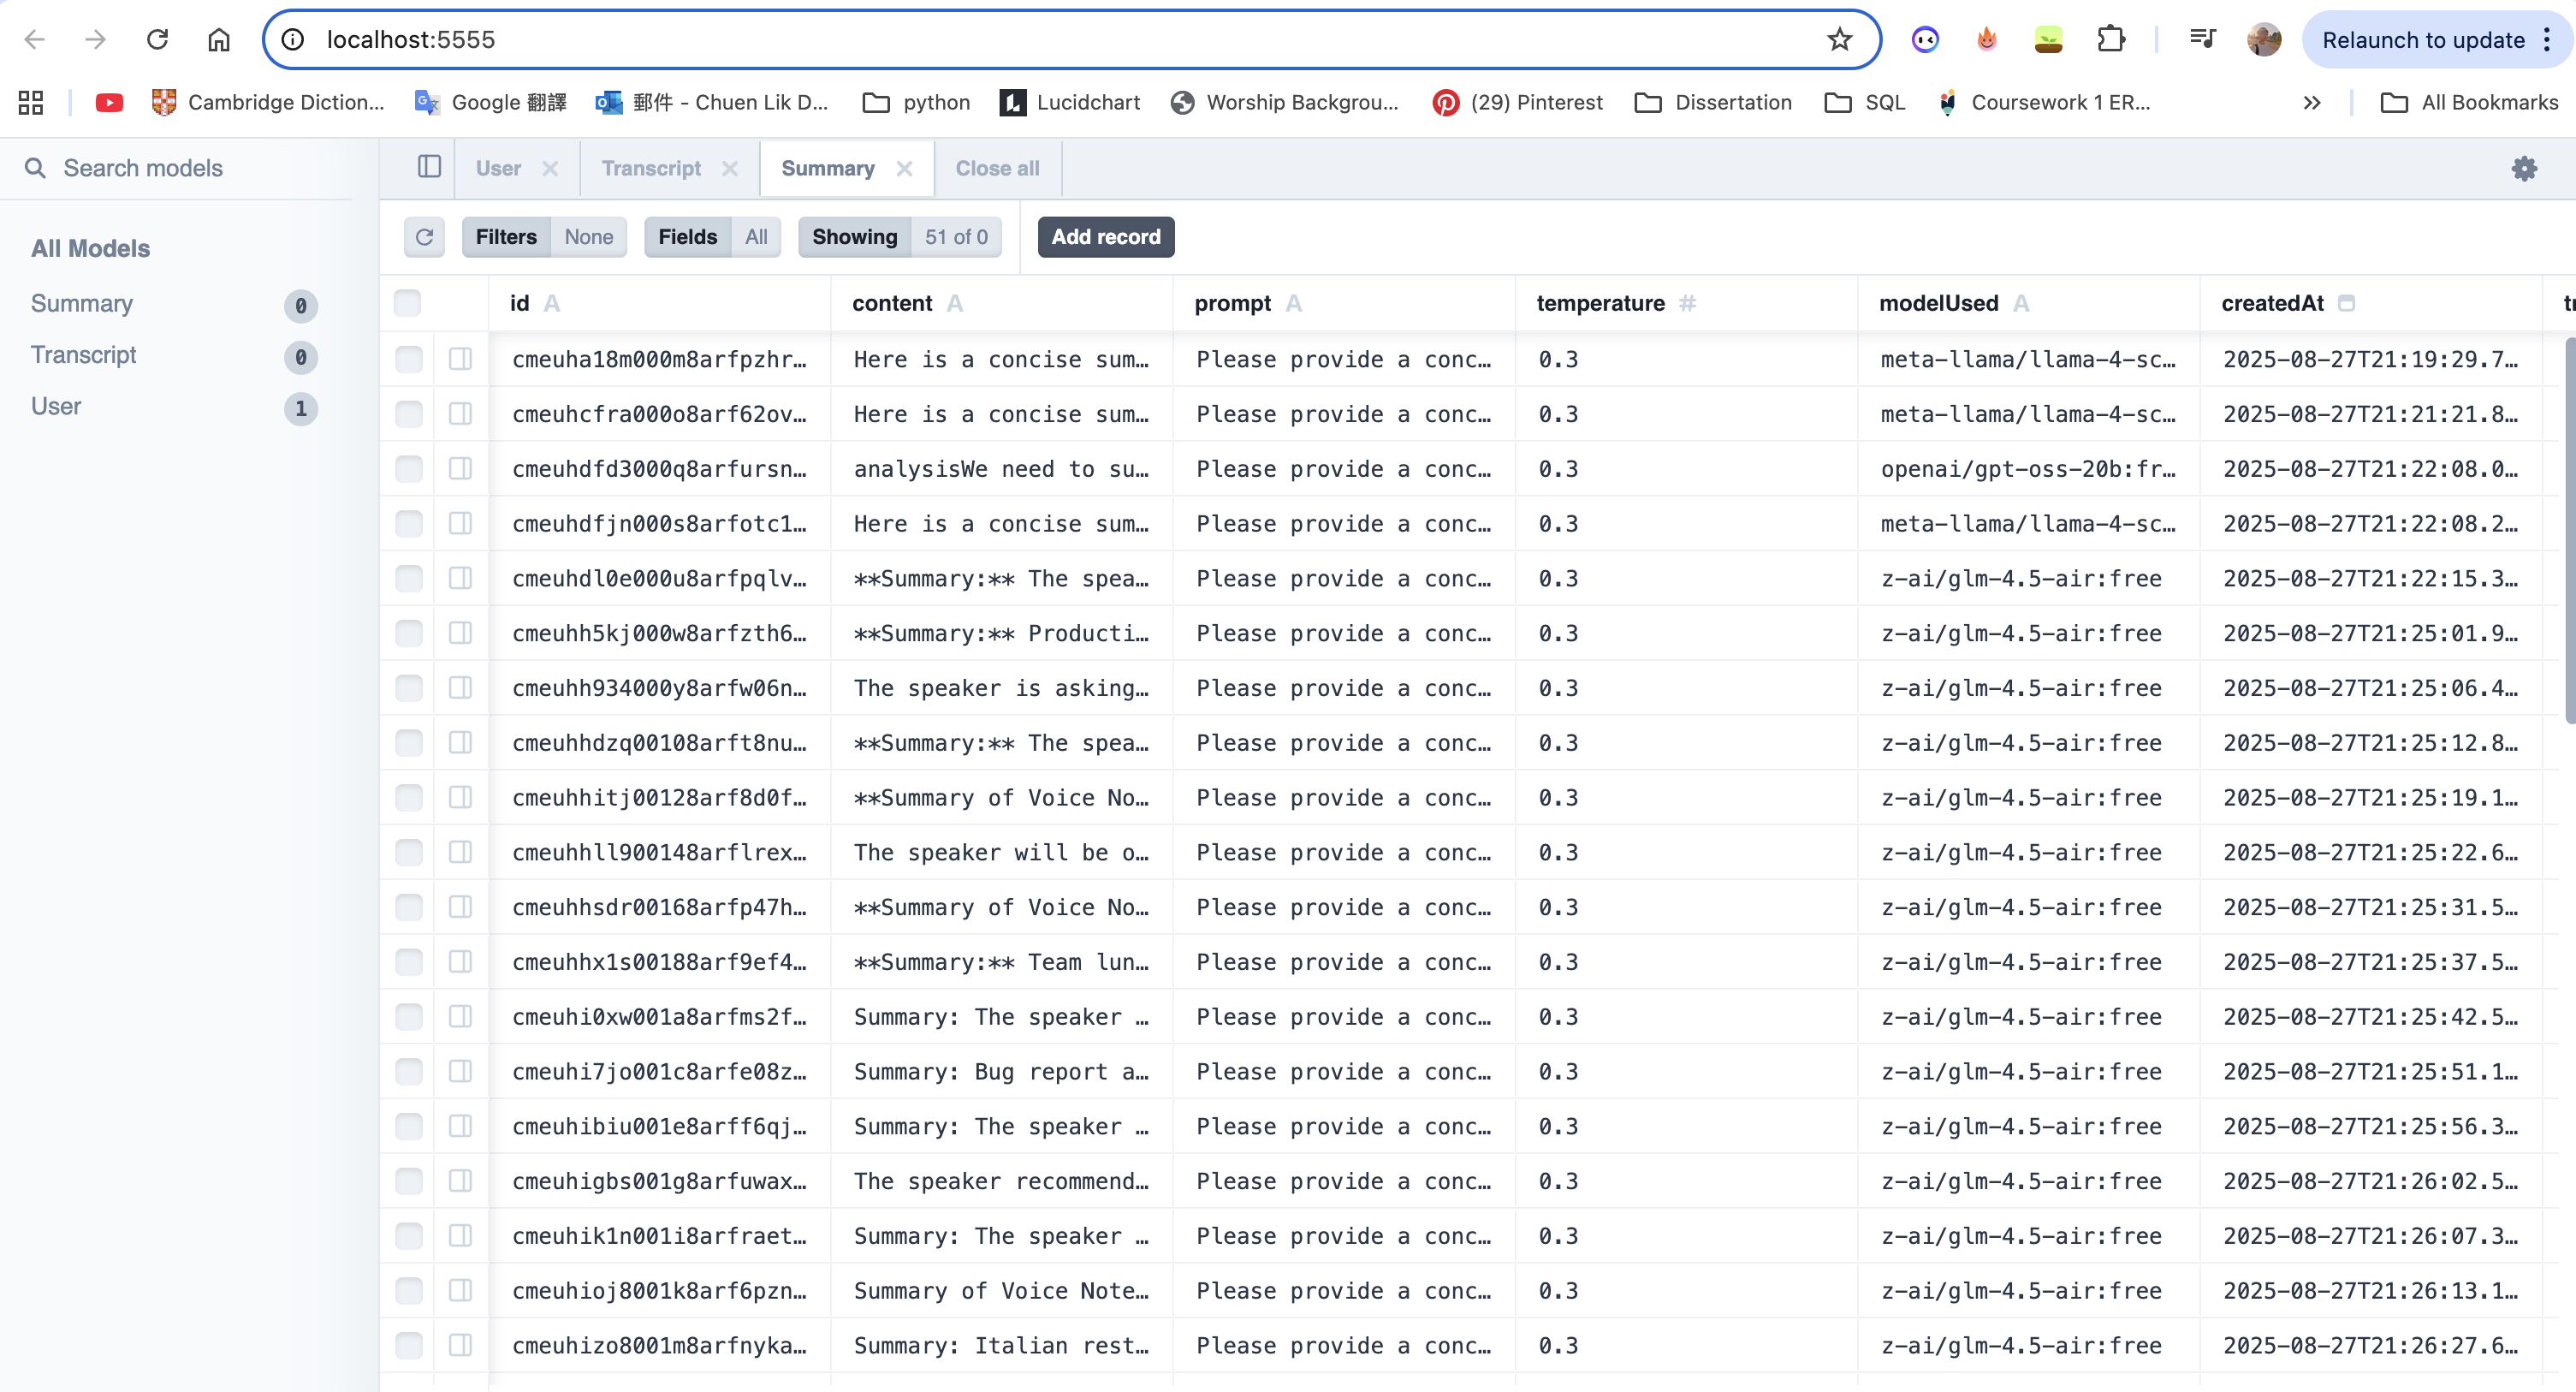 localhost:5555
Relaunch to update
Cambridge Diction...
Google 翻譯
郵件 - Chuen Lik D...
python
Lucidchart
Worship Backgrou...
(29) Pinterest
Dissertation
SQL
Coursework 1 ER...
All Bookmarks
Search models
User
Transcript
Summary
Close all
All Models
Summary 0
Transcript 0
User 1
Filters None
Fields All
Showing 51 of 0
Add record
id A content A prompt A temperature # modelUsed A createdAt
cmeuha18m000m8arfpzhr… Here is a concise sum… Please provide a conc… 0.3 meta-llama/llama-4-sc… 2025-08-27T21:19:29.7…
cmeuhcfra000o8arf62ov… Here is a concise sum… Please provide a conc… 0.3 meta-llama/llama-4-sc… 2025-08-27T21:21:21.8…
cmeuhdfd3000q8arfursn… analysisWe need to su… Please provide a conc… 0.3 openai/gpt-oss-20b:fr… 2025-08-27T21:22:08.0…
cmeuhdfjn000s8arfotc1… Here is a concise sum… Please provide a conc… 0.3 meta-llama/llama-4-sc… 2025-08-27T21:22:08.2…
cmeuhdl0e000u8arfpqlv… **Summary:** The spea… Please provide a conc… 0.3 z-ai/glm-4.5-air:free 2025-08-27T21:22:15.3…
cmeuhh5kj000w8arfzth6… **Summary:** Producti… Please provide a conc… 0.3 z-ai/glm-4.5-air:free 2025-08-27T21:25:01.9…
cmeuhh934000y8arfw06n… The speaker is asking… Please provide a conc… 0.3 z-ai/glm-4.5-air:free 2025-08-27T21:25:06.4…
cmeuhhdzq00108arft8nu… **Summary:** The spea… Please provide a conc… 0.3 z-ai/glm-4.5-air:free 2025-08-27T21:25:12.8…
cmeuhhitj00128arf8d0f… **Summary of Voice No… Please provide a conc… 0.3 z-ai/glm-4.5-air:free 2025-08-27T21:25:19.1…
cmeuhhll900148arflrex… The speaker will be o… Please provide a conc… 0.3 z-ai/glm-4.5-air:free 2025-08-27T21:25:22.6…
cmeuhhsdr00168arfp47h… **Summary of Voice No… Please provide a conc… 0.3 z-ai/glm-4.5-air:free 2025-08-27T21:25:31.5…
cmeuhhx1s00188arf9ef4… **Summary:** Team lun… Please provide a conc… 0.3 z-ai/glm-4.5-air:free 2025-08-27T21:25:37.5…
cmeuhi0xw001a8arfms2f… Summary: The speaker … Please provide a conc… 0.3 z-ai/glm-4.5-air:free 2025-08-27T21:25:42.5…
cmeuhi7jo001c8arfe08z… Summary: Bug report a… Please provide a conc… 0.3 z-ai/glm-4.5-air:free 2025-08-27T21:25:51.1…
cmeuhibiu001e8arff6qj… Summary: The speaker … Please provide a conc… 0.3 z-ai/glm-4.5-air:free 2025-08-27T21:25:56.3…
cmeuhigbs001g8arfuwax… The speaker recommend… Please provide a conc… 0.3 z-ai/glm-4.5-air:free 2025-08-27T21:26:02.5…
cmeuhik1n001i8arfraet… Summary: The speaker … Please provide a conc… 0.3 z-ai/glm-4.5-air:free 2025-08-27T21:26:07.3…
cmeuhioj8001k8arf6pzn… Summary of Voice Note… Please provide a conc… 0.3 z-ai/glm-4.5-air:free 2025-08-27T21:26:13.1…
cmeuhizo8001m8arfnyka… Summary: Italian rest… Please provide a conc… 0.3 z-ai/glm-4.5-air:free 2025-08-27T21:26:27.6…